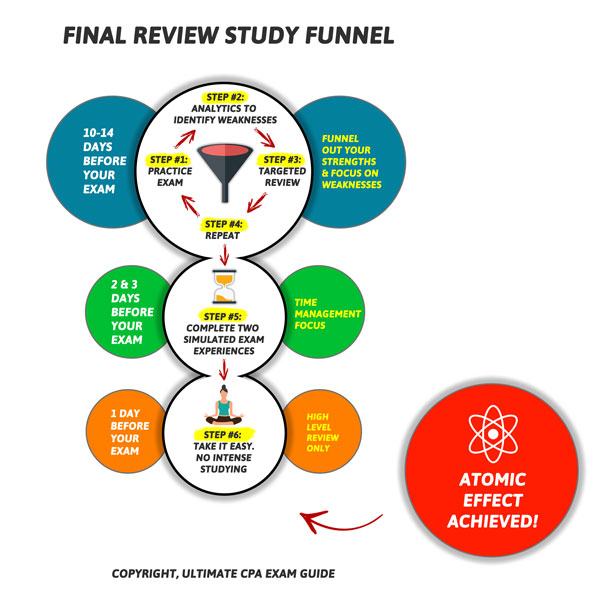 FINAL REVIEW STUDY FUNNEL
10-14
DAYS
BEFORE
YOUR
EXAM
STEP #2:
ANALYTICS TO
IDENTIFY WEAKNESSES
STEP #1:
PRACTICE
EXAM
STEP #3:
TARGETED
REVIEW
STEP #4:
REPEAT
FUNNEL
OUT YOUR
STRENGTHS
& FOCUS ON
WEAKNESSES
2 & 3
DAYS
BEFORE
YOUR
EXAM
STEP #5:
COMPLETE TWO
SIMULATED EXAM
EXPERIENCES
TIME
MANAGEMENT
FOCUS
1 DAY
BEFORE
YOUR
EXAM
STEP #6:
TAKE IT EASY.
NO INTENSE
STUDYING
HIGH
LEVEL
REVIEW
ONLY
ATOMIC
EFFECT
ACHIEVED!
COPYRIGHT, ULTIMATE CPA EXAM GUIDE